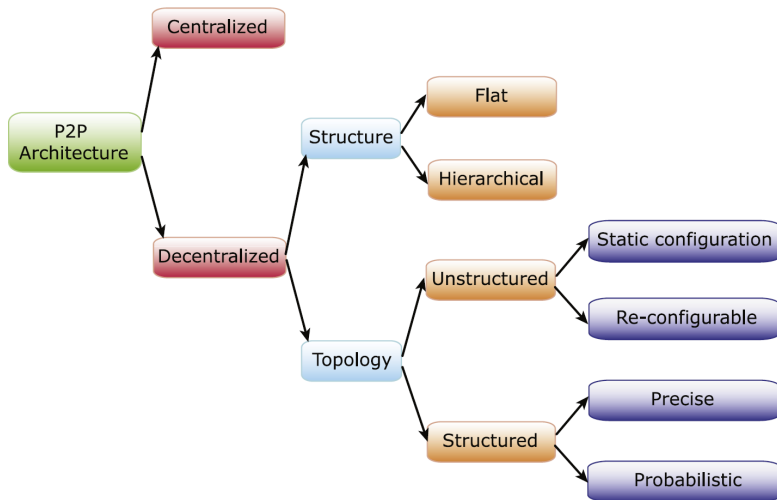 Centralized
P2P
Architecture
Decentralized
Structure
Flat
Hierarchical
Topology
Unstructured
Static configuration
Re-configurable
Structured
Precise
Probabilistic